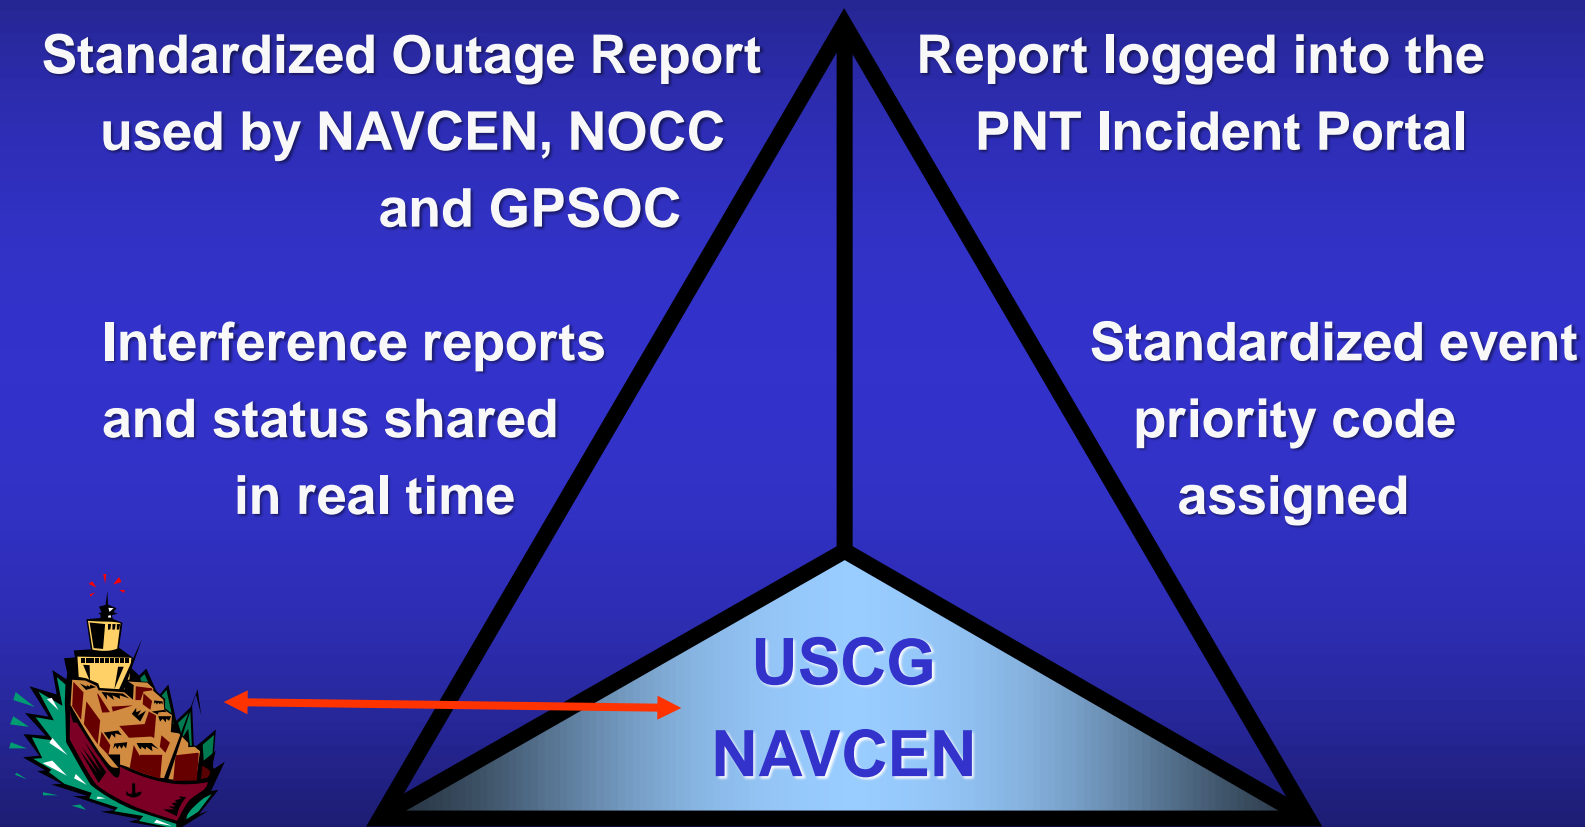 Standardized Outage Report
used by NAVCEN, NOCC
and GPSOC
Report logged into the
PNT Incident Portal
Interference reports
and status shared
in real time
Standardized event
priority code
assigned
USCG
NAVCEN